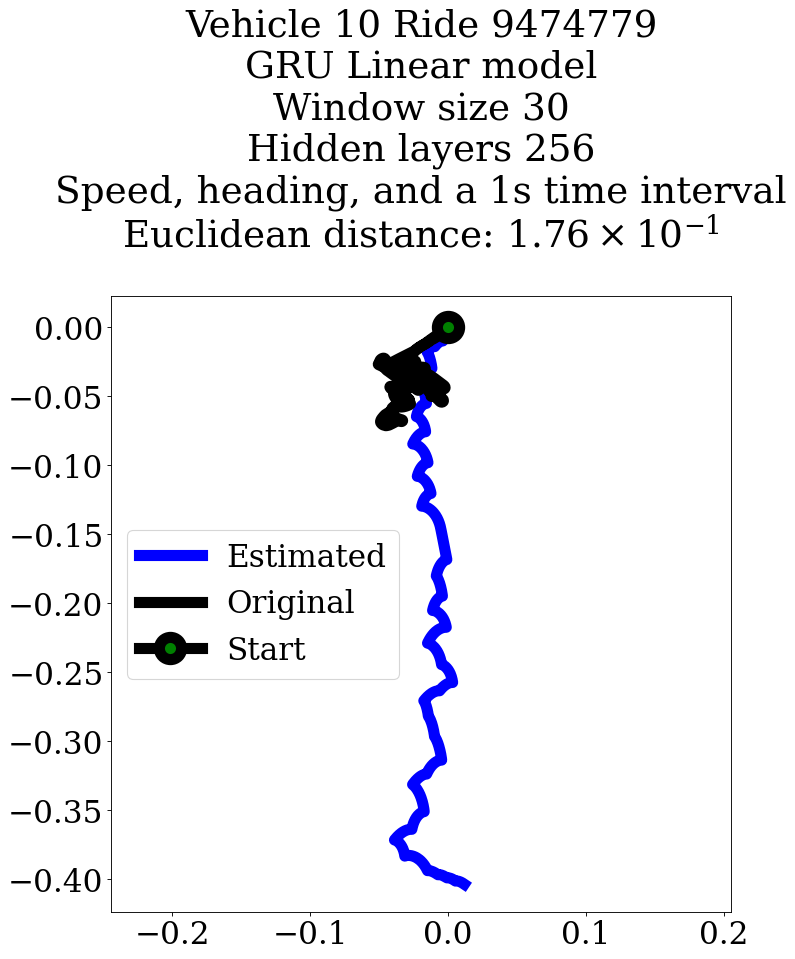 Vehicle 10 Ride 9474779
GRU Linear model
Window size 30
Hidden layers 256
Speed, heading, and a 1s time interval
Euclidean distance: 1.76 × 10⁻¹
0.00
−0.05
−0.10
−0.15
−0.20
−0.25
−0.30
−0.35
−0.40
Estimated
Original
Start
−0.2 −0.1 0.0 0.1 0.2